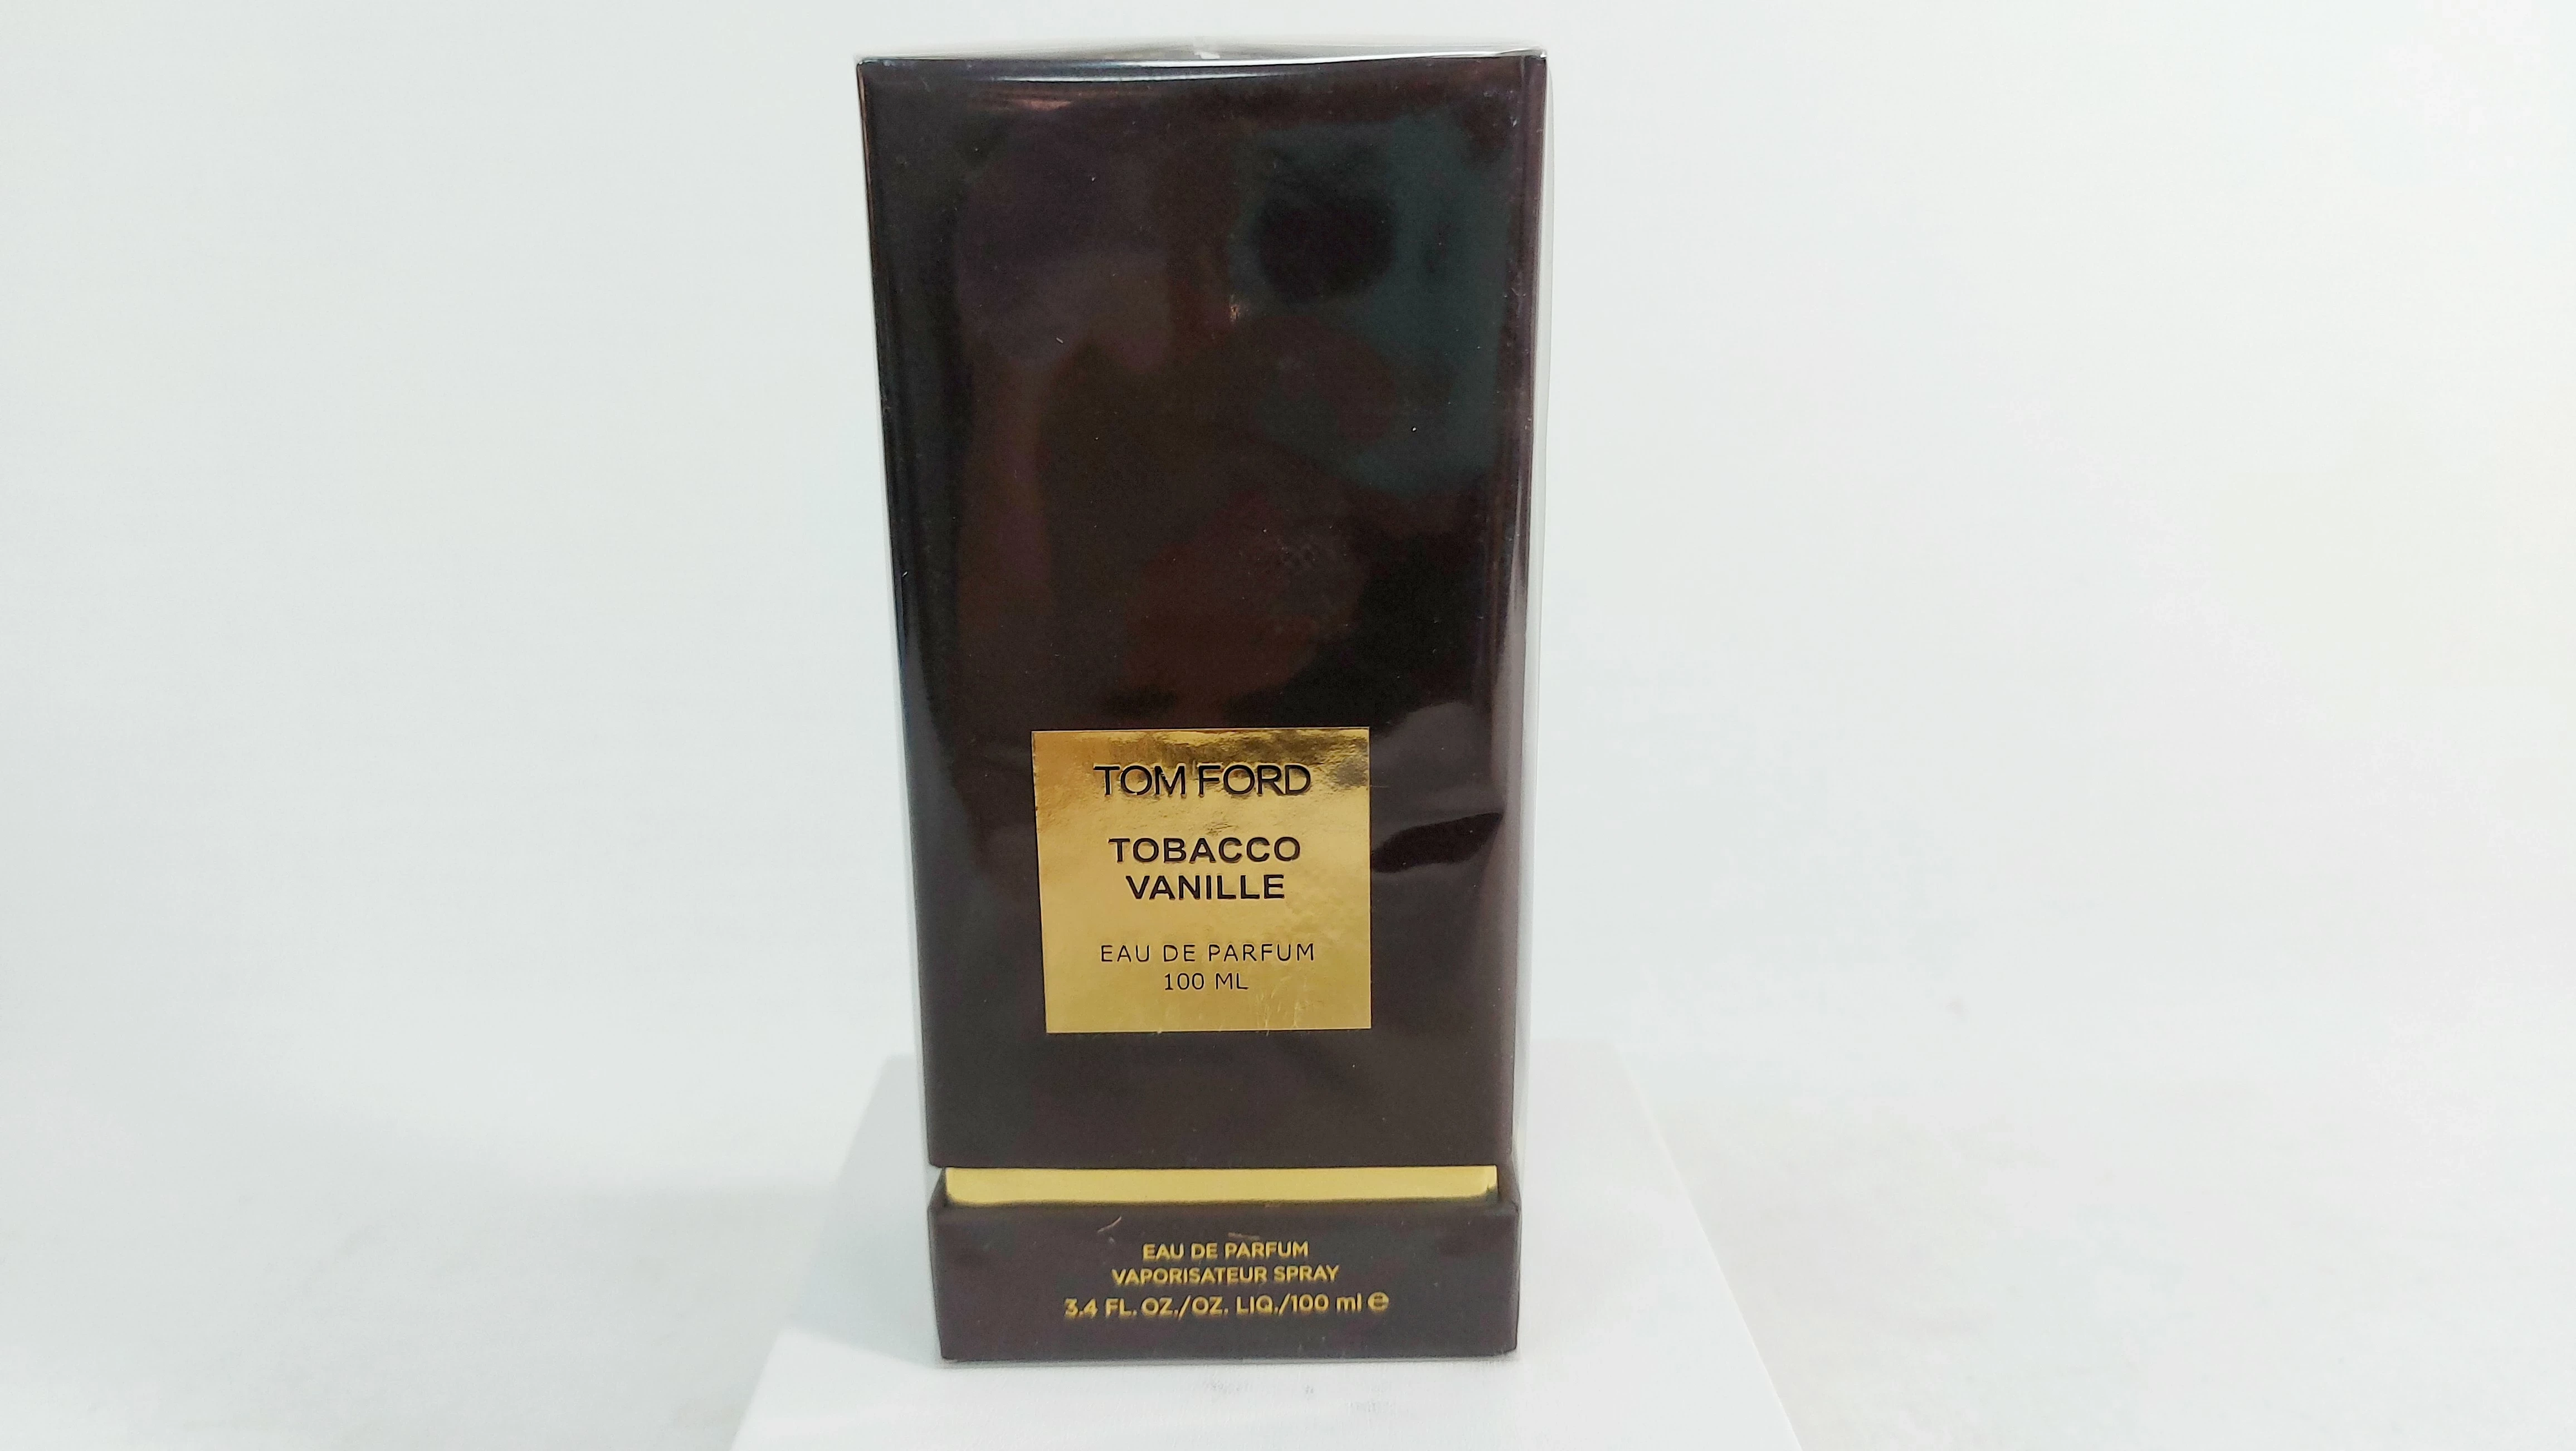 TOM FORD
TOBACCO
VANILLE
EAU DE PARFUM
100 ML
EAU DE PARFUM
VAPORISATEUR SPRAY
3.4 FL. OZ./OZ. LIQ./100 ml ℮